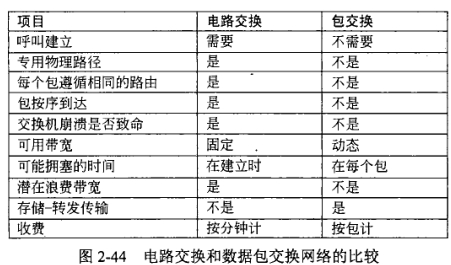 项目 电路交换 包交换
呼叫建立 需要 不需要
专用物理路径 是 不是
每个包遵循相同的路由 是 不是
包按序到达 是 不是
交换机崩溃是否致命 是 不是
可用带宽 固定 动态
可能拥塞的时间 在建立时 在每个包
潜在浪费带宽 是 不是
存储-转发传输 不是 是
收费 按分钟计 按包计
图 2-44 电路交换和数据包交换网络的比较